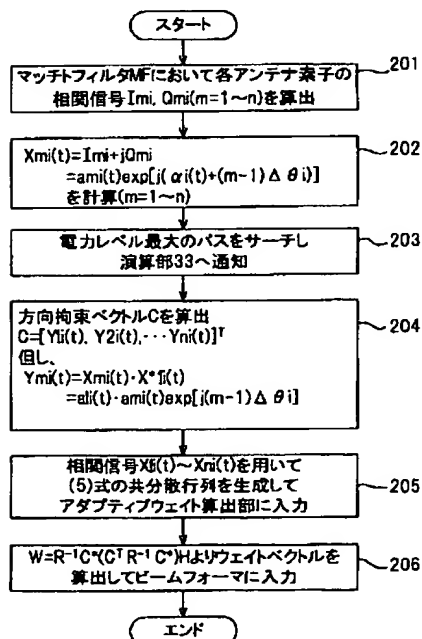 スタート
マッチトフィルタMFにおいて各アンテナ素子の
相関信号Imi, Qmi(m=1〜n)を算出
201
Xmi(t)=Imi+jQmi
=ami(t)exp[j(αi(t)+(m-1)Δθi)]
を計算(m=1〜n)
202
電力レベル最大のパスをサーチし
演算部33へ通知
203
方向拘束ベクトルCを算出
C=[Y1i(t), Y2i(t),···Yni(t)]ᵀ
但し、
Ymi(t)=Xmi(t)·X*1i(t)
=a1i(t)·ami(t)exp[j(m-1)Δθi]
204
相関信号X1i(t)〜Xni(t)を用いて
(5)式の共分散行列を生成して
アダプティブウェイト算出部に入力
205
W=R⁻¹C*(CᵀR⁻¹C*)Hよりウェイトベクトルを
算出してビームフォーマに入力
206
エンド